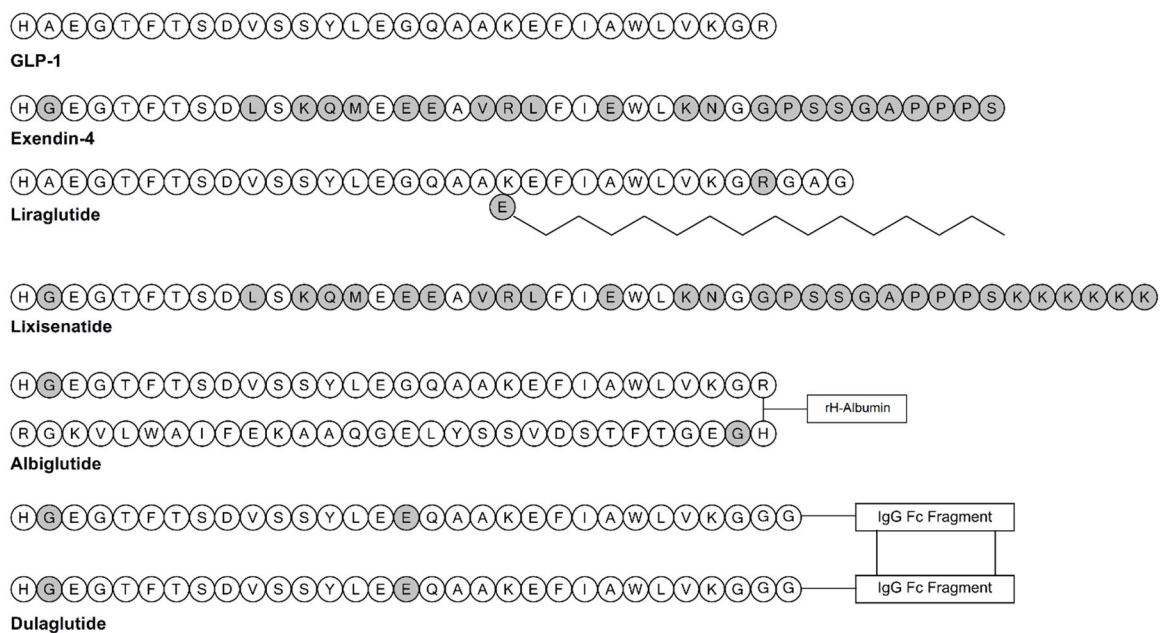 HAEGTFTSDVSSYLEGQAAKEFIAWLVKGR
GLP-1
HGEGTFTSDLSKQMEEEAVRLFIEWLKNGGPSSGAPPPS
Exendin-4
HAEGTFTSDVSSYLEGQAAKEFIAWLVKGRGAG
E
Liraglutide
HGEGTFTSDLSKQMEEEAVRLFIEWLKNGGPSSGAPPPSKKKKKK
Lixisenatide
HGEGTFTSDVSSYLEGQAAKEFIAWLVKGR
rH-Albumin
RGKVLWAIFEKAAQGELYSSVDSTFTGEGH
Albiglutide
HGEGTFTSDVSSYLEEQAAKEFIAWLVKGGG IgG Fc Fragment
HGEGTFTSDVSSYLEEQAAKEFIAWLVKGGG IgG Fc Fragment
Dulaglutide